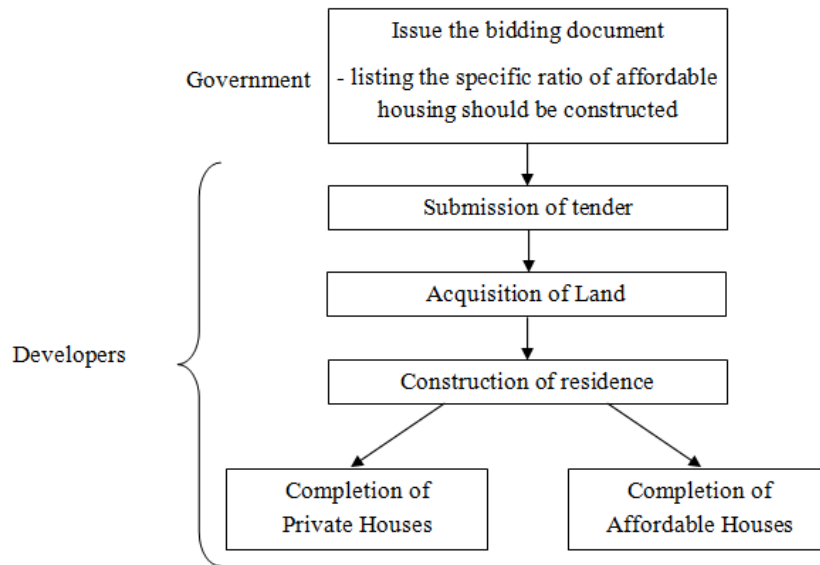 Issue the bidding document
Government
- listing the specific ratio of affordable
housing should be constructed
Submission of tender
Acquisition of Land
Developers
Construction of residence
Completion of
Private Houses
Completion of
Affordable Houses